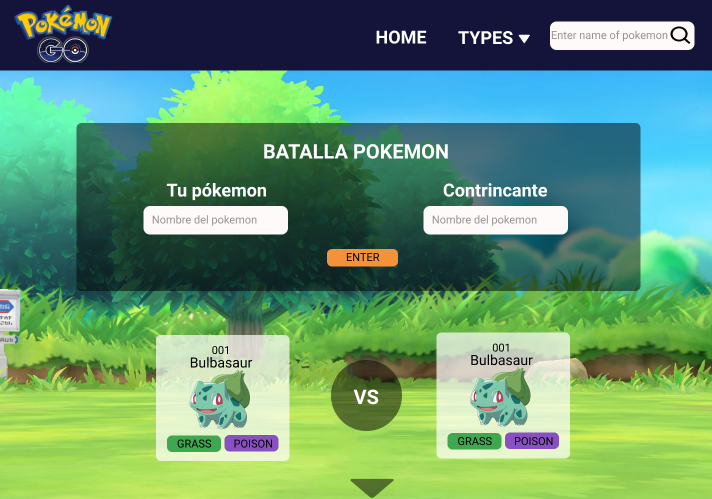 POKéMON
GO
HOME TYPES
Enter name of pokemon
BATALLA POKEMON
Tu pókemon Contrincante
Nombre del pokemon Nombre del pokemon
ENTER
001
Bulbasaur
GRASS POISON
VS
001
Bulbasaur
GRASS POISON